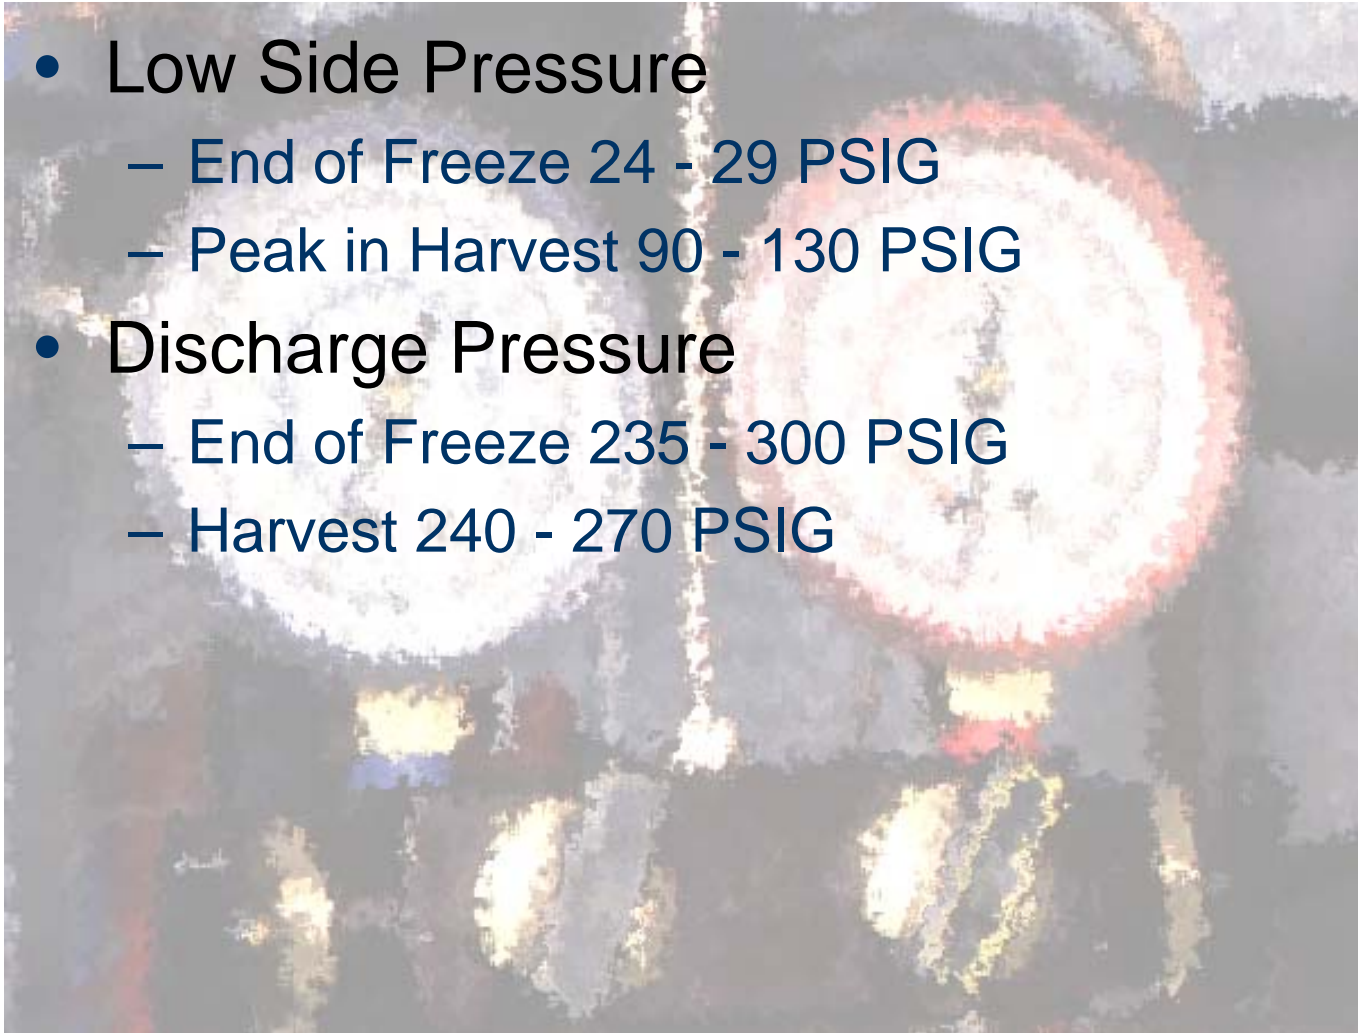 • Low Side Pressure
– End of Freeze 24 - 29 PSIG
– Peak in Harvest 90 - 130 PSIG
• Discharge Pressure
– End of Freeze 235 - 300 PSIG
– Harvest 240 - 270 PSIG